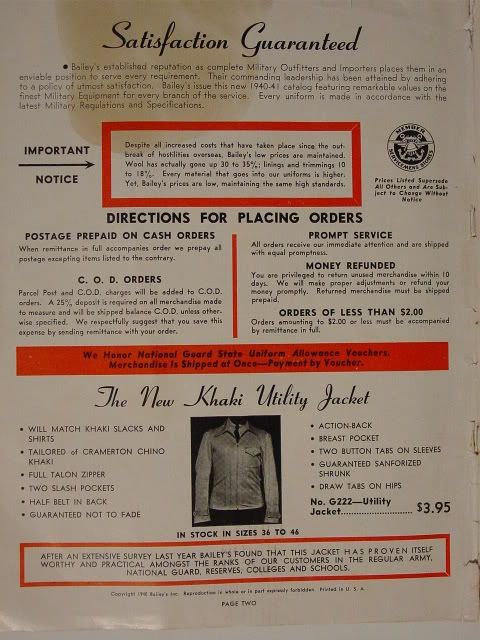 Satisfaction Guaranteed
• Bailey's established reputation as complete Military Outfitters and Importers places them in an
enviable position to serve every requirement. Their commanding leadership has been attained by adhering
to a policy of utmost satisfaction. Bailey's issue this new 1940-41 catalog featuring remarkable values on the
finest Military Equipment for every branch of the service. Every uniform is made in accordance with the
latest Military Regulations and Specifications.
IMPORTANT
NOTICE
Despite all increased costs that have taken place since the out-
break of hostilities overseas, Bailey's low prices are maintained.
Wool has actually gone up 30 to 35%; linings and trimmings 10
to 18%. Every material that goes into our uniforms is higher.
Yet, Bailey's prices are low, maintaining the same high standards.
MEMBER
Prices Listed Supersede
All Others and Are Sub-
ject to Change Without
Notice
DIRECTIONS FOR PLACING ORDERS
POSTAGE PREPAID ON CASH ORDERS
When remittance in full accompanies order we prepay all
postage excepting items listed to the contrary.
C. O. D. ORDERS
Parcel Post and C.O.D. charges will be added to C.O.D.
orders. A 25% deposit is required on all merchandise made
to measure and will be shipped balance C.O.D. unless other-
wise specified. We respectfully suggest that you save this
expense by sending remittance with your order.
PROMPT SERVICE
All orders receive our immediate attention and are shipped
with equal promptness.
MONEY REFUNDED
You are privileged to return unused merchandise within 10
days. We will make proper adjustments or refund your
money promptly. Returned merchandise must be shipped
prepaid.
ORDERS OF LESS THAN $2.00
Orders amounting to $2.00 or less must be accompanied
by remittance in full.
We Honor National Guard State Uniform Allowance Vouchers.
Merchandise Is Shipped at Once—Payment by Voucher.
The New Khaki Utility Jacket
• WILL MATCH KHAKI SLACKS AND
SHIRTS
• TAILORED of CRAMERTON CHINO
KHAKI
• FULL TALON ZIPPER
• TWO SLASH POCKETS
• HALF BELT IN BACK
• GUARANTEED NOT TO FADE
• ACTION-BACK
• BREAST POCKET
• TWO BUTTON TABS ON SLEEVES
• GUARANTEED SANFORIZED
SHRUNK
• DRAW TABS ON HIPS
No. G222—Utility
Jacket........................ $3.95
IN STOCK IN SIZES 36 TO 46
AFTER AN EXTENSIVE SURVEY LAST YEAR BAILEY'S FOUND THAT THIS JACKET HAS PROVEN ITSELF
WORTHY AND PRACTICAL AMONGST THE RANKS OF OUR CUSTOMERS IN THE REGULAR ARMY,
NATIONAL GUARD, RESERVES, COLLEGES AND SCHOOLS.
Copyright 1940 Bailey's Inc. Reproduction in whole or in part expressly forbidden. Printed in U. S. A.
PAGE TWO